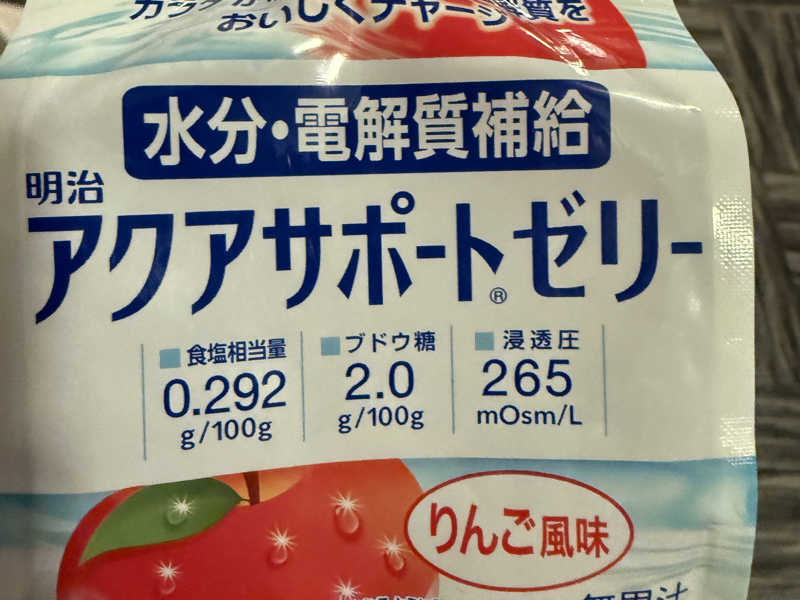 おいしくチャージ
水分・電解質補給
明治
アクアサポートゼリー®
食塩相当量
0.292
g/100g
ブドウ糖
2.0
g/100g
浸透圧
265
mOsm/L
りんご風味